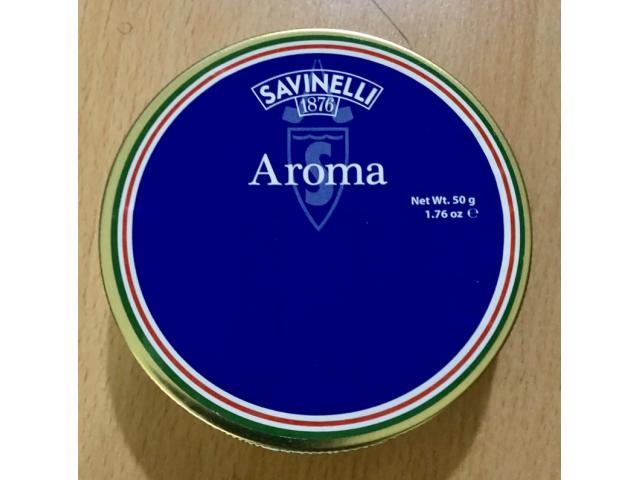 SAVINELLI
1876
S
Aroma
Net Wt. 50 g
1.76 oz ℮